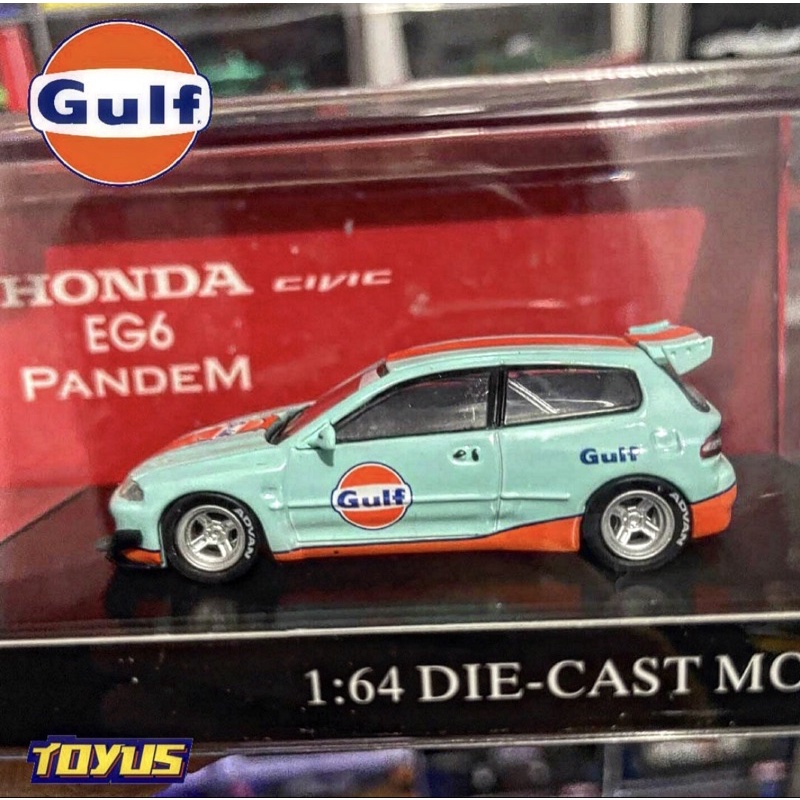 Gulf
HONDA CIVIC
EG6
PANDEM
Gulf
Gulf
ADVAN
ADVAN
1:64 DIE-CAST MO
TOYUS